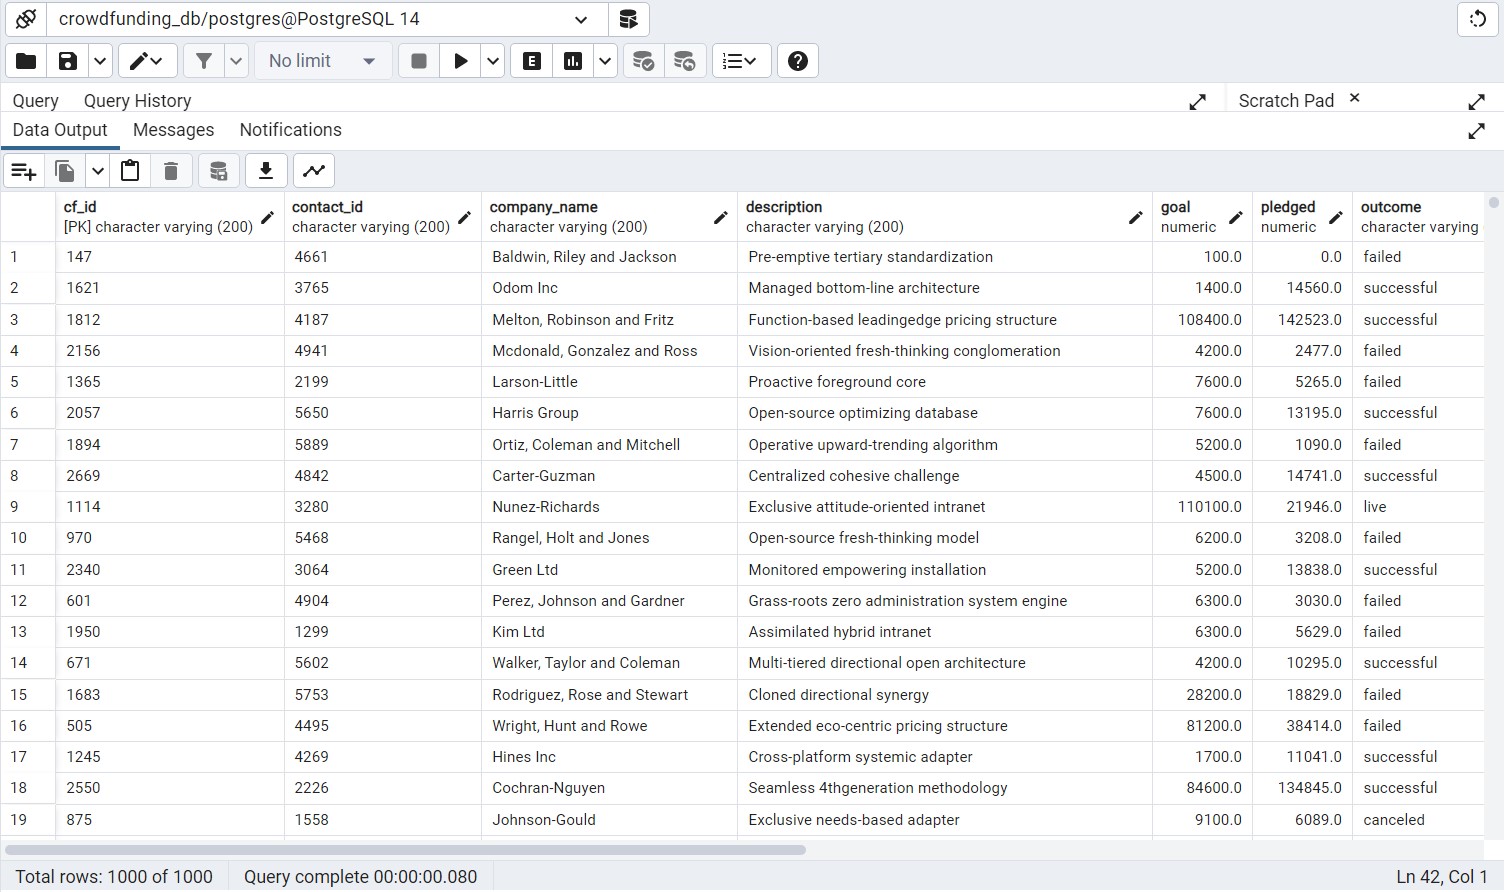 crowdfunding_db/postgres@PostgreSQL 14
No limit
E
Query Query History Scratch Pad
Data Output Messages Notifications
cf_id contact_id company_name description goal pledged outcome
[PK] character varying (200) character varying (200) character varying (200) character varying (200) numeric numeric character varying
1 147 4661 Baldwin, Riley and Jackson Pre-emptive tertiary standardization 100.0 0.0 failed
2 1621 3765 Odom Inc Managed bottom-line architecture 1400.0 14560.0 successful
3 1812 4187 Melton, Robinson and Fritz Function-based leadingedge pricing structure 108400.0 142523.0 successful
4 2156 4941 Mcdonald, Gonzalez and Ross Vision-oriented fresh-thinking conglomeration 4200.0 2477.0 failed
5 1365 2199 Larson-Little Proactive foreground core 7600.0 5265.0 failed
6 2057 5650 Harris Group Open-source optimizing database 7600.0 13195.0 successful
7 1894 5889 Ortiz, Coleman and Mitchell Operative upward-trending algorithm 5200.0 1090.0 failed
8 2669 4842 Carter-Guzman Centralized cohesive challenge 4500.0 14741.0 successful
9 1114 3280 Nunez-Richards Exclusive attitude-oriented intranet 110100.0 21946.0 live
10 970 5468 Rangel, Holt and Jones Open-source fresh-thinking model 6200.0 3208.0 failed
11 2340 3064 Green Ltd Monitored empowering installation 5200.0 13838.0 successful
12 601 4904 Perez, Johnson and Gardner Grass-roots zero administration system engine 6300.0 3030.0 failed
13 1950 1299 Kim Ltd Assimilated hybrid intranet 6300.0 5629.0 failed
14 671 5602 Walker, Taylor and Coleman Multi-tiered directional open architecture 4200.0 10295.0 successful
15 1683 5753 Rodriguez, Rose and Stewart Cloned directional synergy 28200.0 18829.0 failed
16 505 4495 Wright, Hunt and Rowe Extended eco-centric pricing structure 81200.0 38414.0 failed
17 1245 4269 Hines Inc Cross-platform systemic adapter 1700.0 11041.0 successful
18 2550 2226 Cochran-Nguyen Seamless 4thgeneration methodology 84600.0 134845.0 successful
19 875 1558 Johnson-Gould Exclusive needs-based adapter 9100.0 6089.0 canceled
Total rows: 1000 of 1000 Query complete 00:00:00.080 Ln 42, Col 1